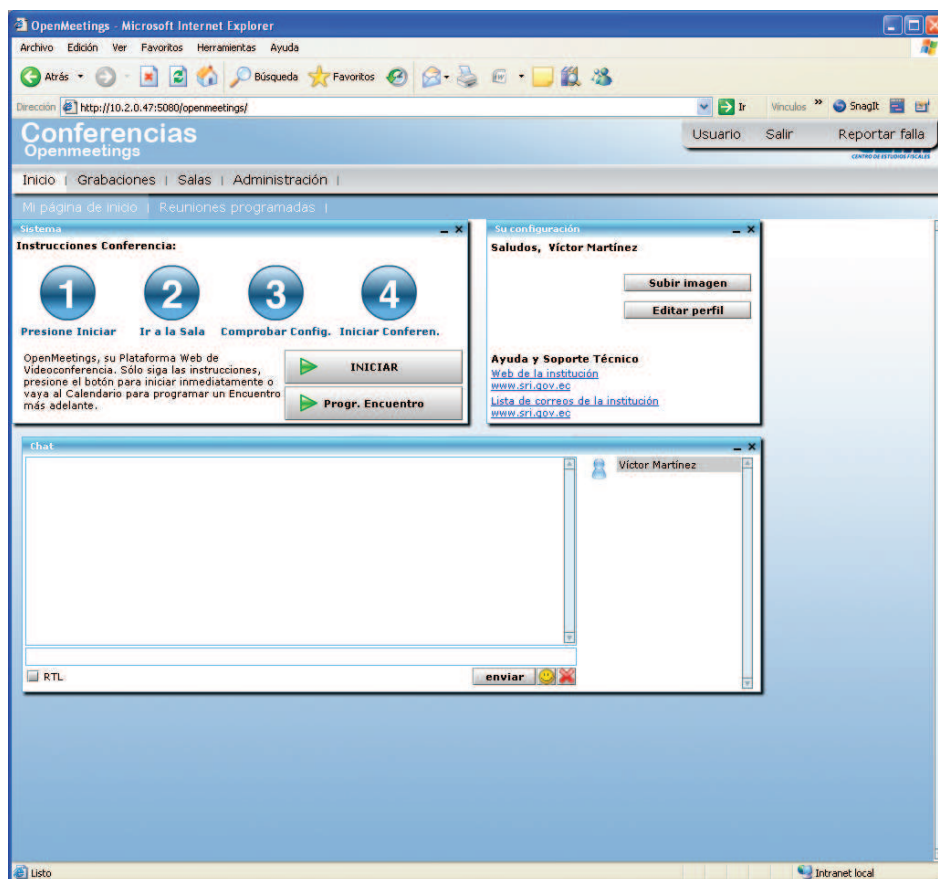 OpenMeetings - Microsoft Internet Explorer
Archivo Edición Ver Favoritos Herramientas Ayuda
Atrás Búsqueda Favoritos
Dirección http://10.2.0.47:5080/openmeetings/ Ir Vínculos » SnagIt
Conferencias
Openmeetings
Usuario Salir Reportar falla
CENTRO DE ESTUDIOS FISCALES
Inicio | Grabaciones | Salas | Administración |
Mi página de inicio | Reuniones programadas |
Sistema
Instrucciones Conferencia:
1 2 3 4
Presione Iniciar Ir a la Sala Comprobar Config. Iniciar Conferen.
OpenMeetings, su Plataforma Web de
Videoconferencia. Sólo siga las instrucciones,
presione el botón para iniciar inmediatamente o
vaya al Calendario para programar un Encuentro
más adelante.
INICIAR
Progr. Encuentro
Su configuración
Saludos, Víctor Martínez
Subir imagen
Editar perfil
Ayuda y Soporte Técnico
Web de la institución
www.sri.gov.ec
Lista de correos de la institución
www.sri.gov.ec
Chat
Víctor Martínez
RTL
enviar
Listo
Intranet local